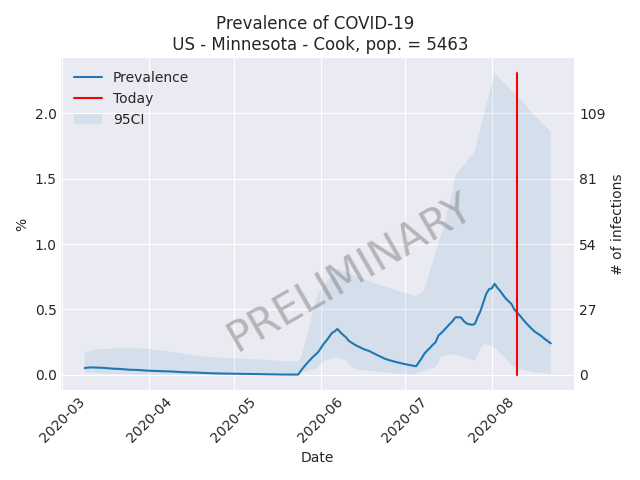 Prevalence of COVID-19
US - Minnesota - Cook, pop. = 5463
Prevalence
Today
95CI
%
2.0
1.5
1.0
0.5
0.0
109
81
54
27
0
# of infections
PRELIMINARY
2020-03
2020-04
2020-05
2020-06
2020-07
2020-08
Date